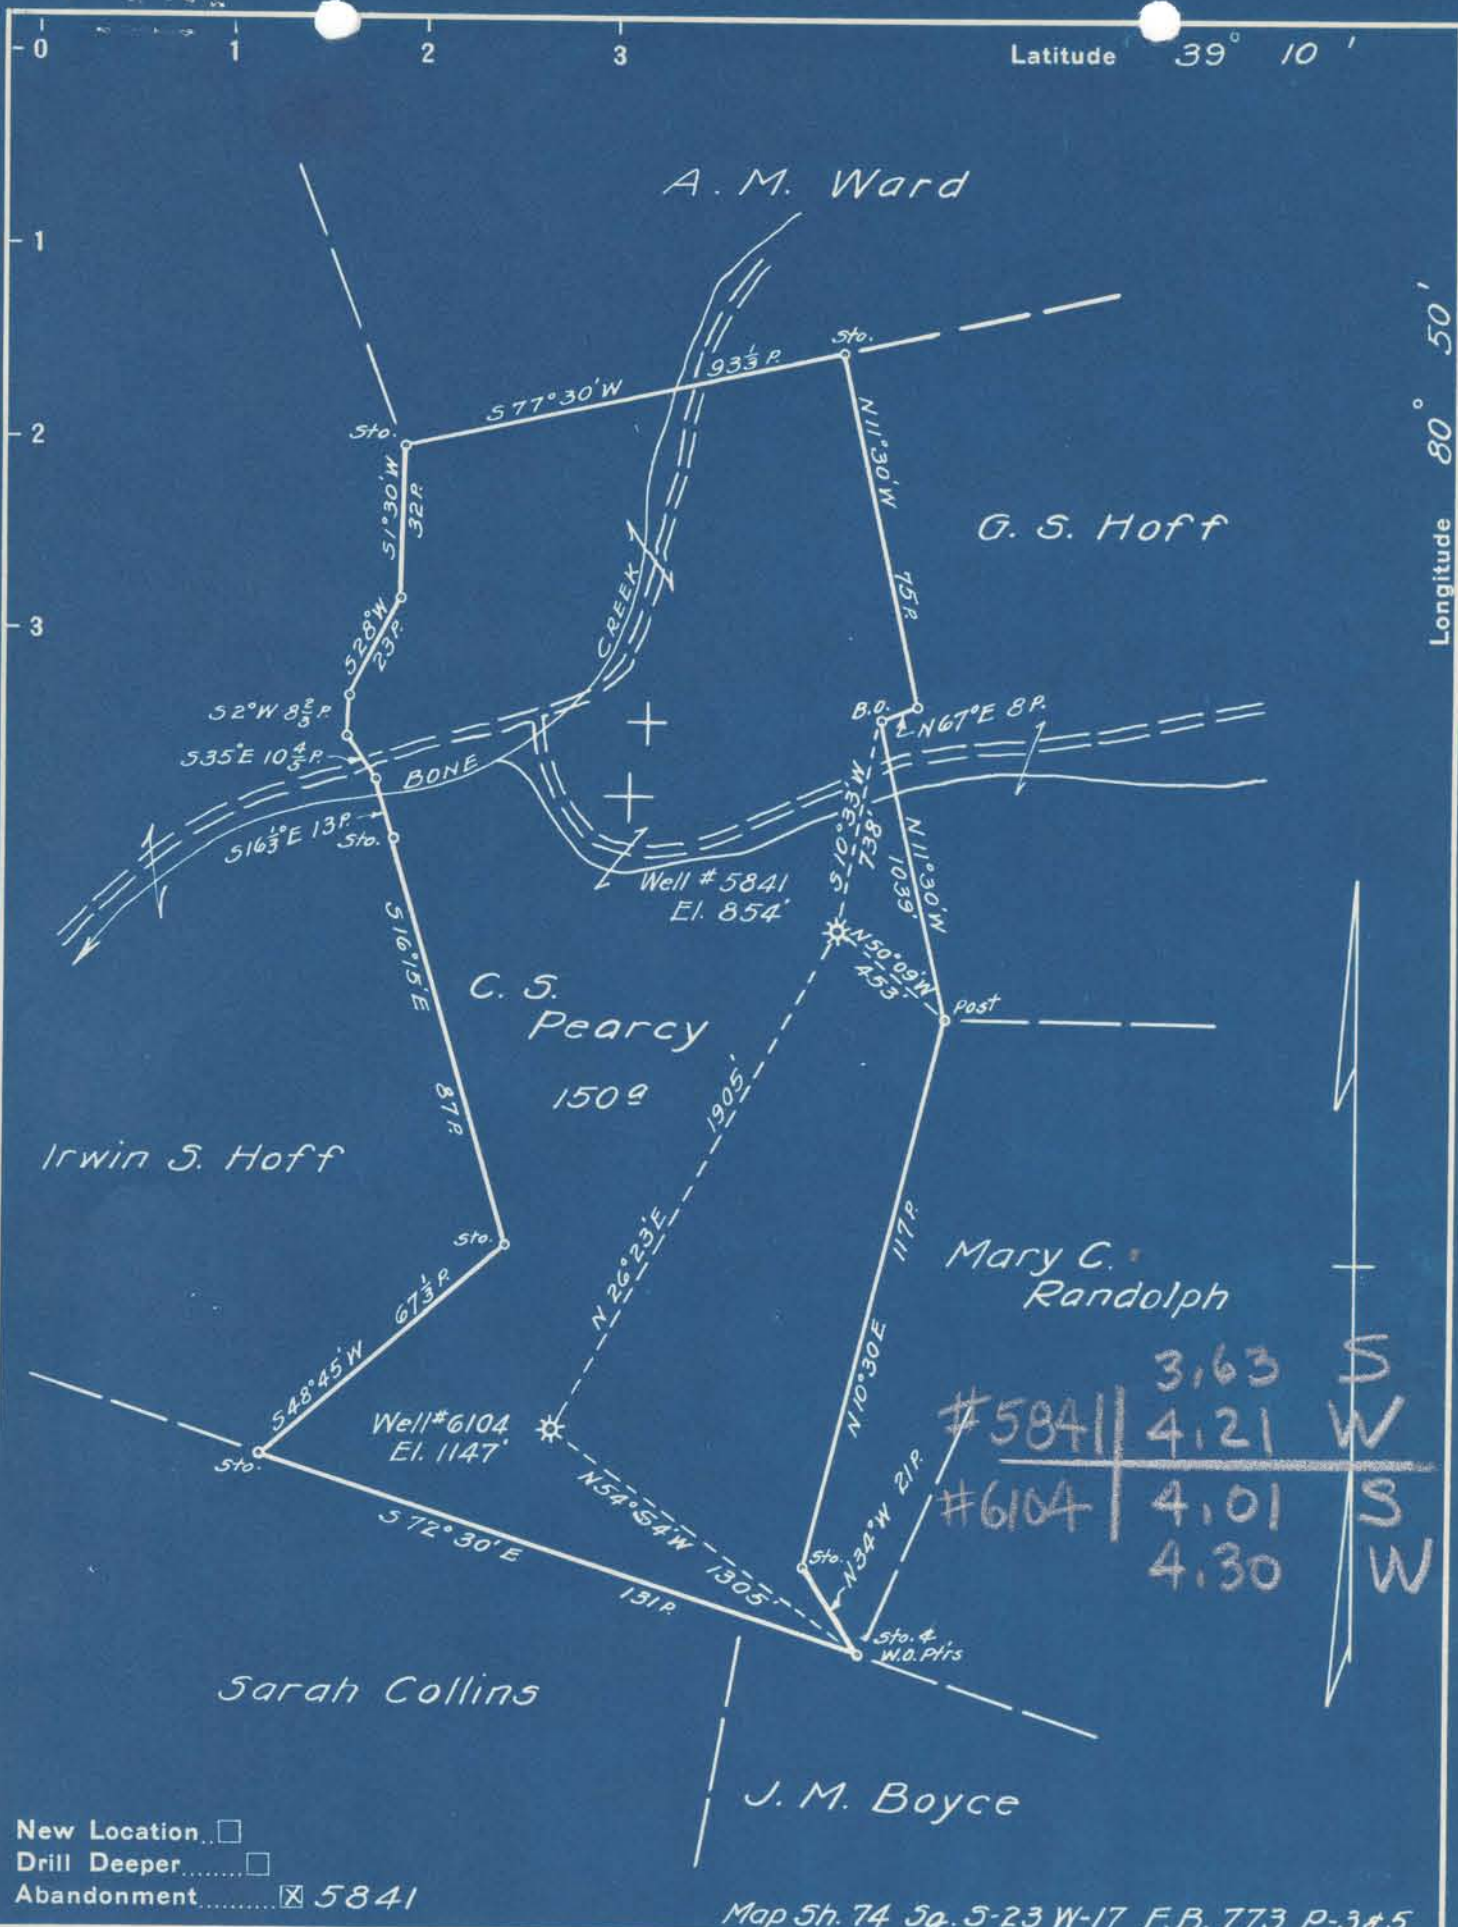 0 1 2 3
Latitude 39° 10'
1
2
3
Longitude 80° 50'
A. M. Ward
Sto.
S 77° 30' W 93⅓ P.
Sto.
S 1° 30' W
32 P.
N 11° 30' W
75 P.
G. S. Hoff
S 28° W
23 P.
CREEK
S 2° W 8⅔ P.
S 35° E 10⅘ P.
BONE
B.O.
N 67° E 8 P.
S 16⅓° E 13 P.
Sto.
S 10° 33' W
738'
N 11° 30' W
1039'
Well # 5841
El. 854'
N 50° 09' W
453'
Post
S 16° 15' E
87 P.
C. S.
Pearcy
150 a
1905'
N 26° 23' E
Irwin S. Hoff
Sto.
67⅓ P.
S 48° 45' W
117 P.
N 10° 30 E
Mary C.
Randolph
3.63 S
#5841 4.21 W
#6104 4.01 S
4.30 W
Well #6104
El. 1147'
Sto.
N 54° 54' W
1305'
S 72° 30' E
131 P.
Sto.
N 34° W 21 P.
Sto. &
W.O. Ptrs
Sarah Collins
J. M. Boyce
New Location.. ☐
Drill Deeper........ ☐
Abandonment.......... ☒ 5841
Map Sh. 74 Sq. S-23 W-17 F.B. 773 P-3&5